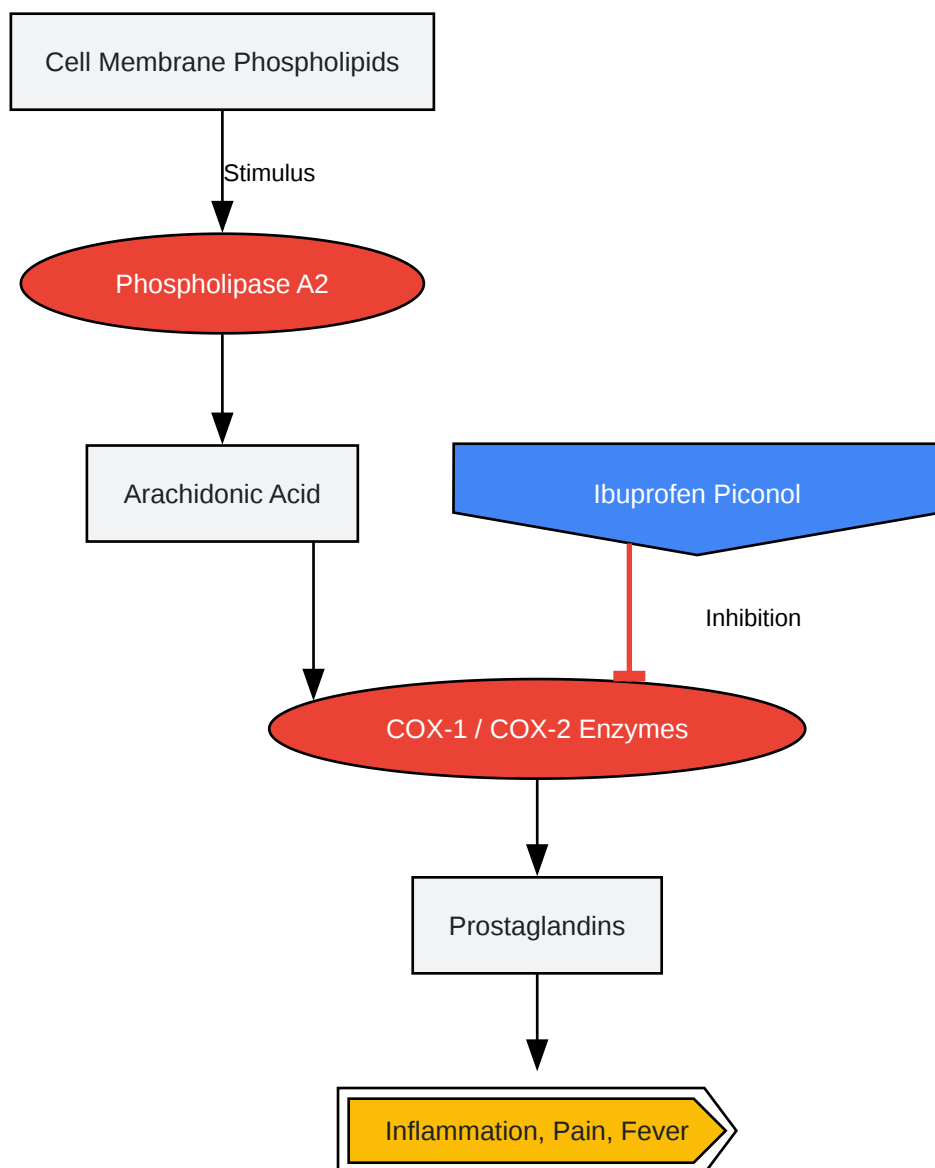 Cell Membrane Phospholipids
Stimulus
Phospholipase A2
Arachidonic Acid
Ibuprofen Piconol
Inhibition
COX-1 / COX-2 Enzymes
Prostaglandins
Inflammation, Pain, Fever